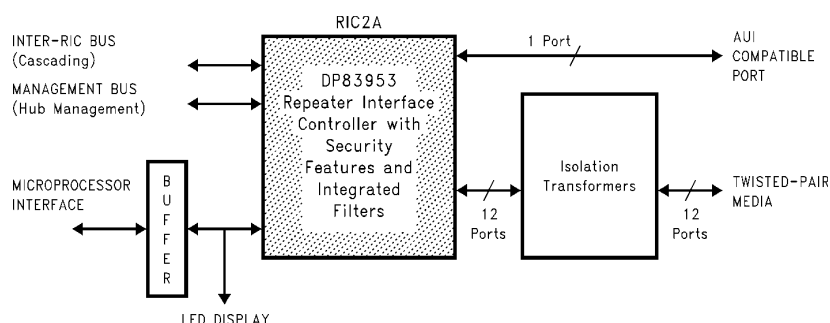 RIC2A
INTER-RIC BUS
(Cascading)
MANAGEMENT BUS
(Hub Management)
MICROPROCESSOR
INTERFACE
BUFFER
LED DISPLAY
DP83953
Repeater Interface
Controller with
Security
Features and
Integrated
Filters
1 Port
AUI
COMPATIBLE
PORT
12
Ports
Isolation
Transformers
12
Ports
TWISTED-PAIR
MEDIA